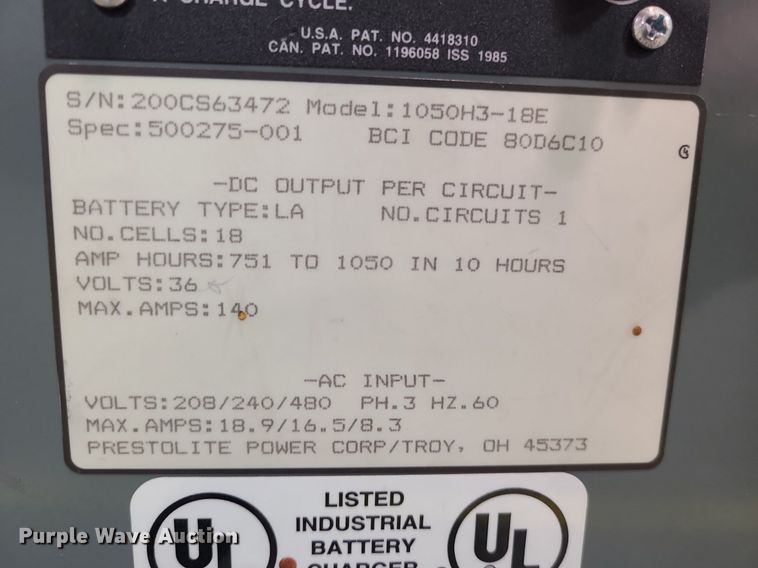 CHARGE CYCLE.
U.S.A. PAT. NO. 4418310
CAN. PAT. NO. 1196058 ISS 1985
S/N:200CS63472 Model:1050H3-18E
Spec:500275-001 BCI CODE 80D6C10
-DC OUTPUT PER CIRCUIT-
BATTERY TYPE:LA NO.CIRCUITS 1
NO.CELLS:18
AMP HOURS:751 TO 1050 IN 10 HOURS
VOLTS:36
MAX.AMPS:140
-AC INPUT-
VOLTS:208/240/480 PH.3 HZ.60
MAX.AMPS:18.9/16.5/8.3
PRESTOLITE POWER CORP/TROY, OH 45373
UL LISTED UL
INDUSTRIAL
BATTERY
CHARGER
Purple Wave Auction